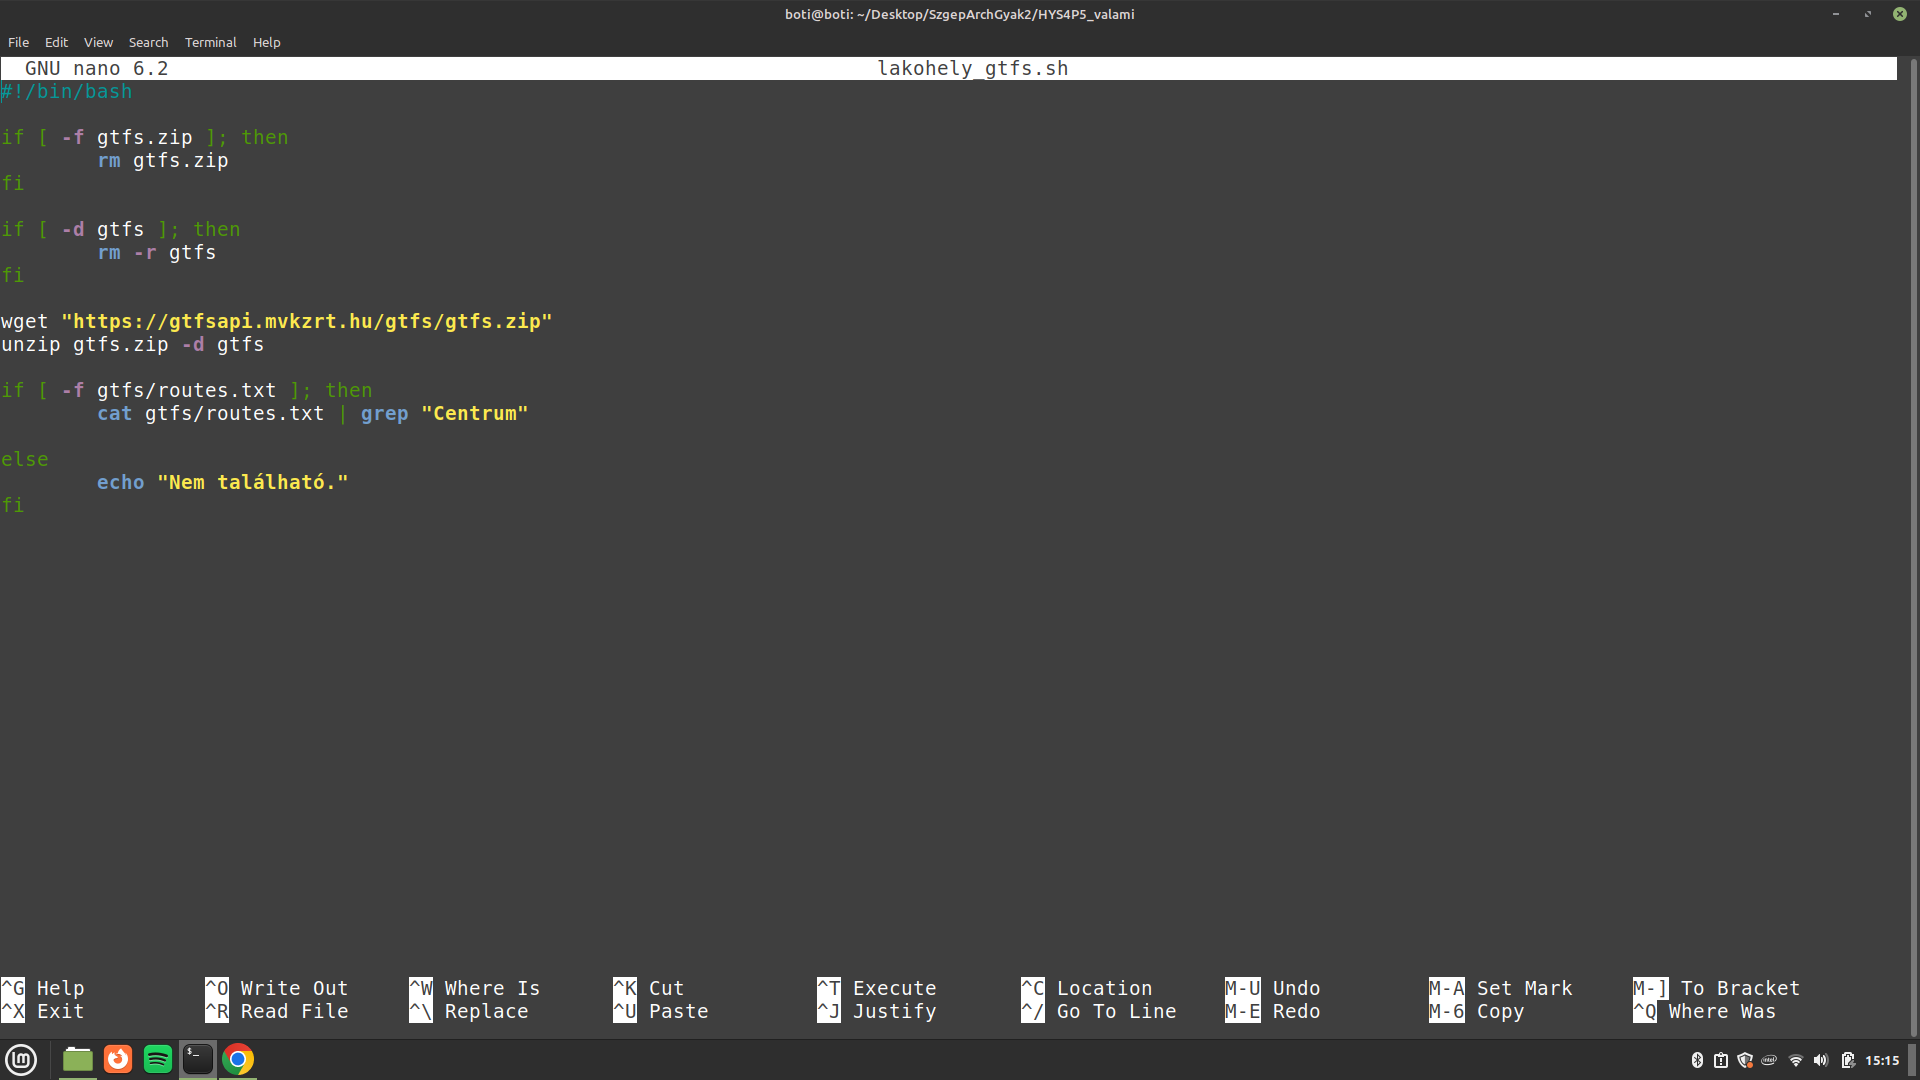 boti@boti: ~/Desktop/SzgepArchGyak2/HYS4P5_valami
File Edit View Search Terminal Help
GNU nano 6.2 lakohely_gtfs.sh
#!/bin/bash
if [ -f gtfs.zip ]; then
rm gtfs.zip
fi
if [ -d gtfs ]; then
rm -r gtfs
fi
wget "https://gtfsapi.mvkzrt.hu/gtfs/gtfs.zip"
unzip gtfs.zip -d gtfs
if [ -f gtfs/routes.txt ]; then
cat gtfs/routes.txt | grep "Centrum"
else
echo "Nem található."
fi
^G Help ^O Write Out ^W Where Is ^K Cut ^T Execute ^C Location M-U Undo M-A Set Mark M-] To Bracket
^X Exit ^R Read File ^\ Replace ^U Paste ^J Justify ^/ Go To Line M-E Redo M-6 Copy ^Q Where Was
15:15